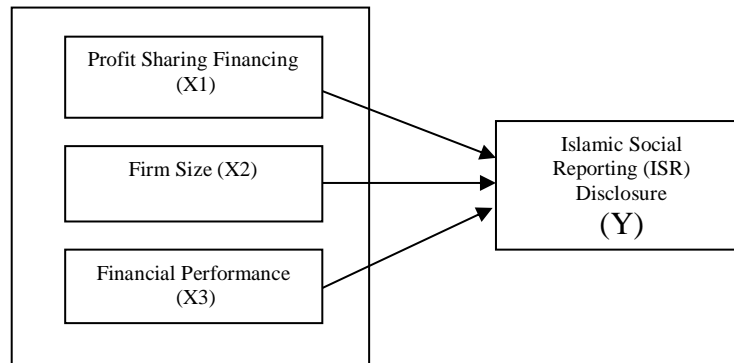 Profit Sharing Financing
(X1)
Firm Size (X2)
Financial Performance
(X3)
Islamic Social
Reporting (ISR)
Disclosure
(Y)